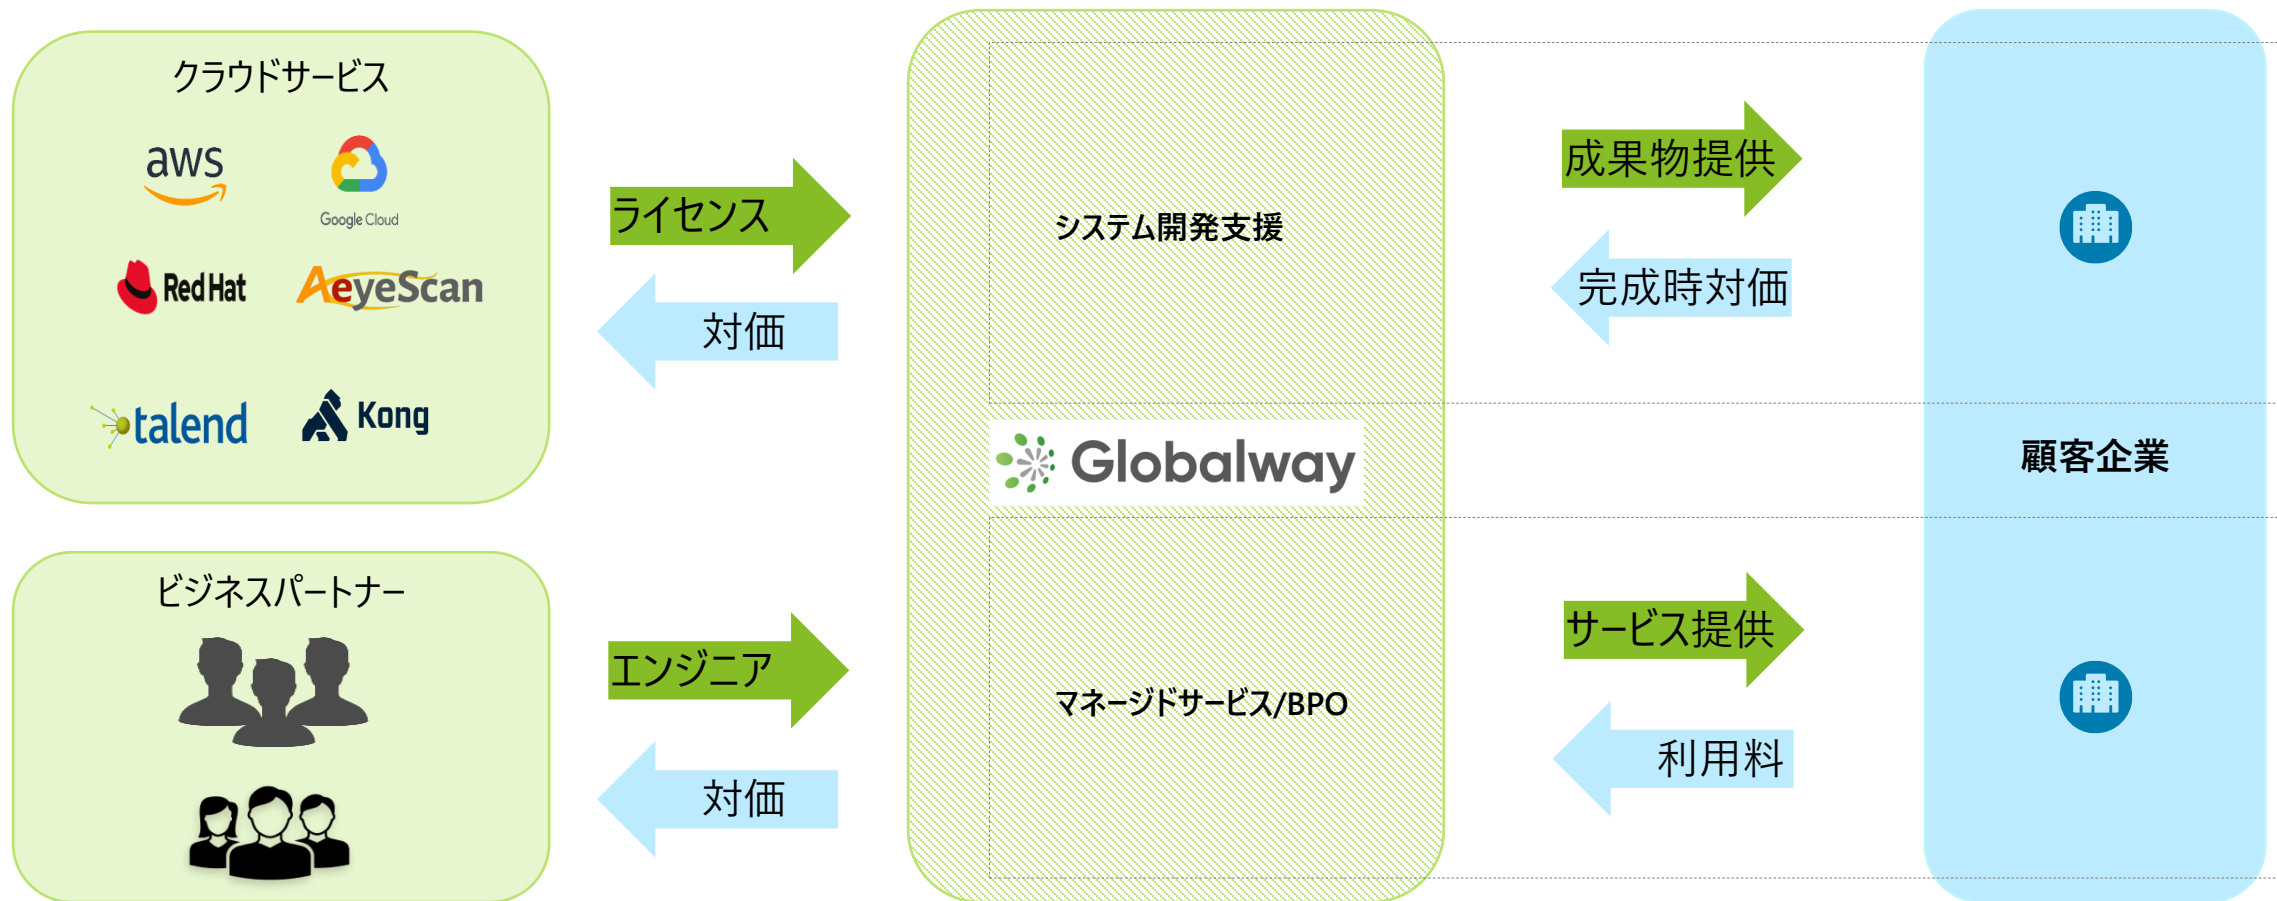 クラウドサービス
aws
Google Cloud
Red Hat
AeyeScan
talend
Kong
ライセンス
対価
ビジネスパートナー
エンジニア
対価
システム開発支援
Globalway
マネージドサービス/BPO
成果物提供
完成時対価
サービス提供
利用料
顧客企業